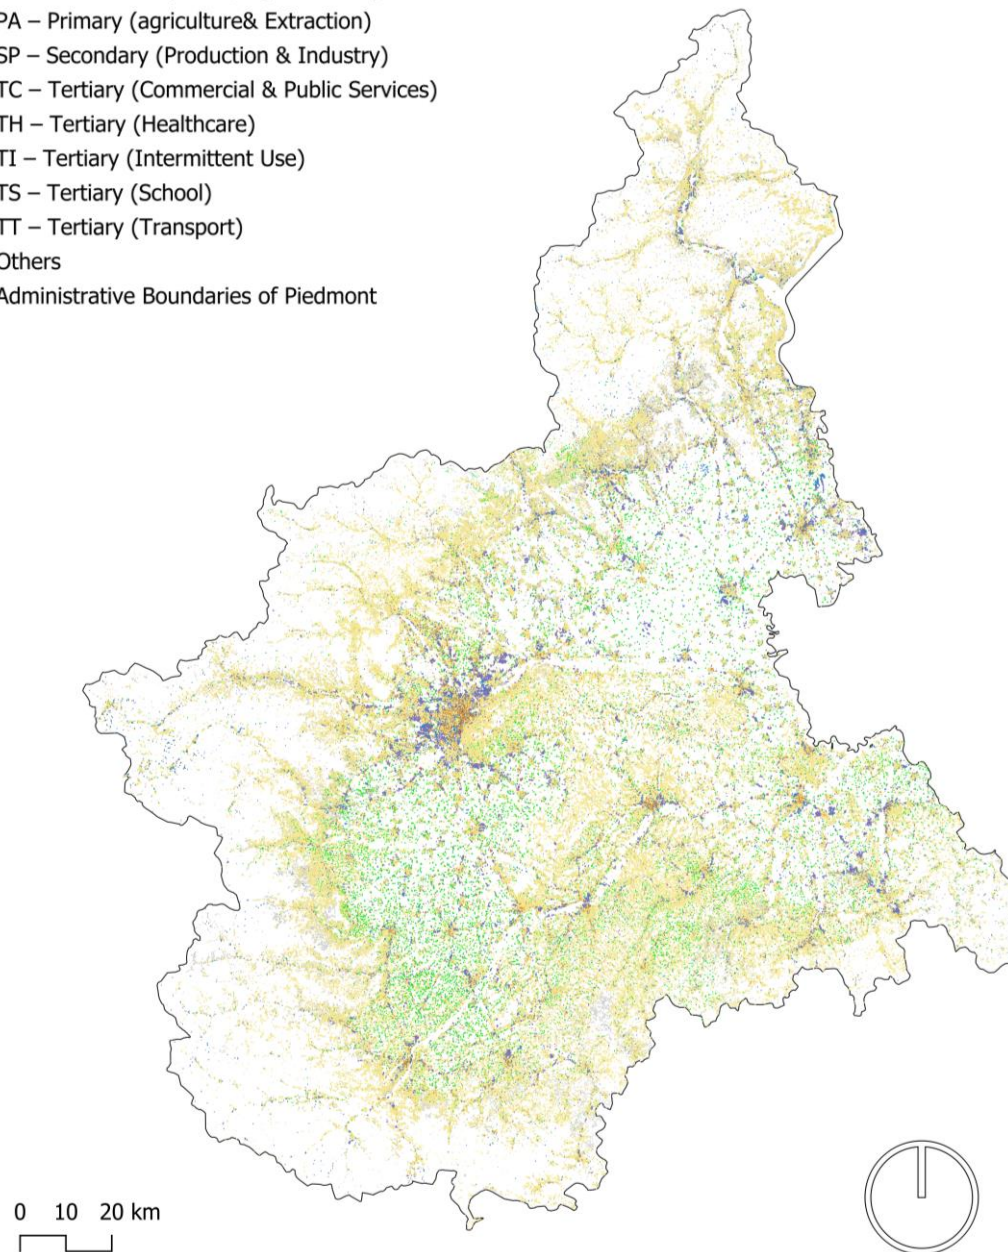 PA – Primary (agriculture& Extraction)
SP – Secondary (Production & Industry)
TC – Tertiary (Commercial & Public Services)
TH – Tertiary (Healthcare)
TI – Tertiary (Intermittent Use)
TS – Tertiary (School)
TT – Tertiary (Transport)
Others
Administrative Boundaries of Piedmont
0 10 20 km